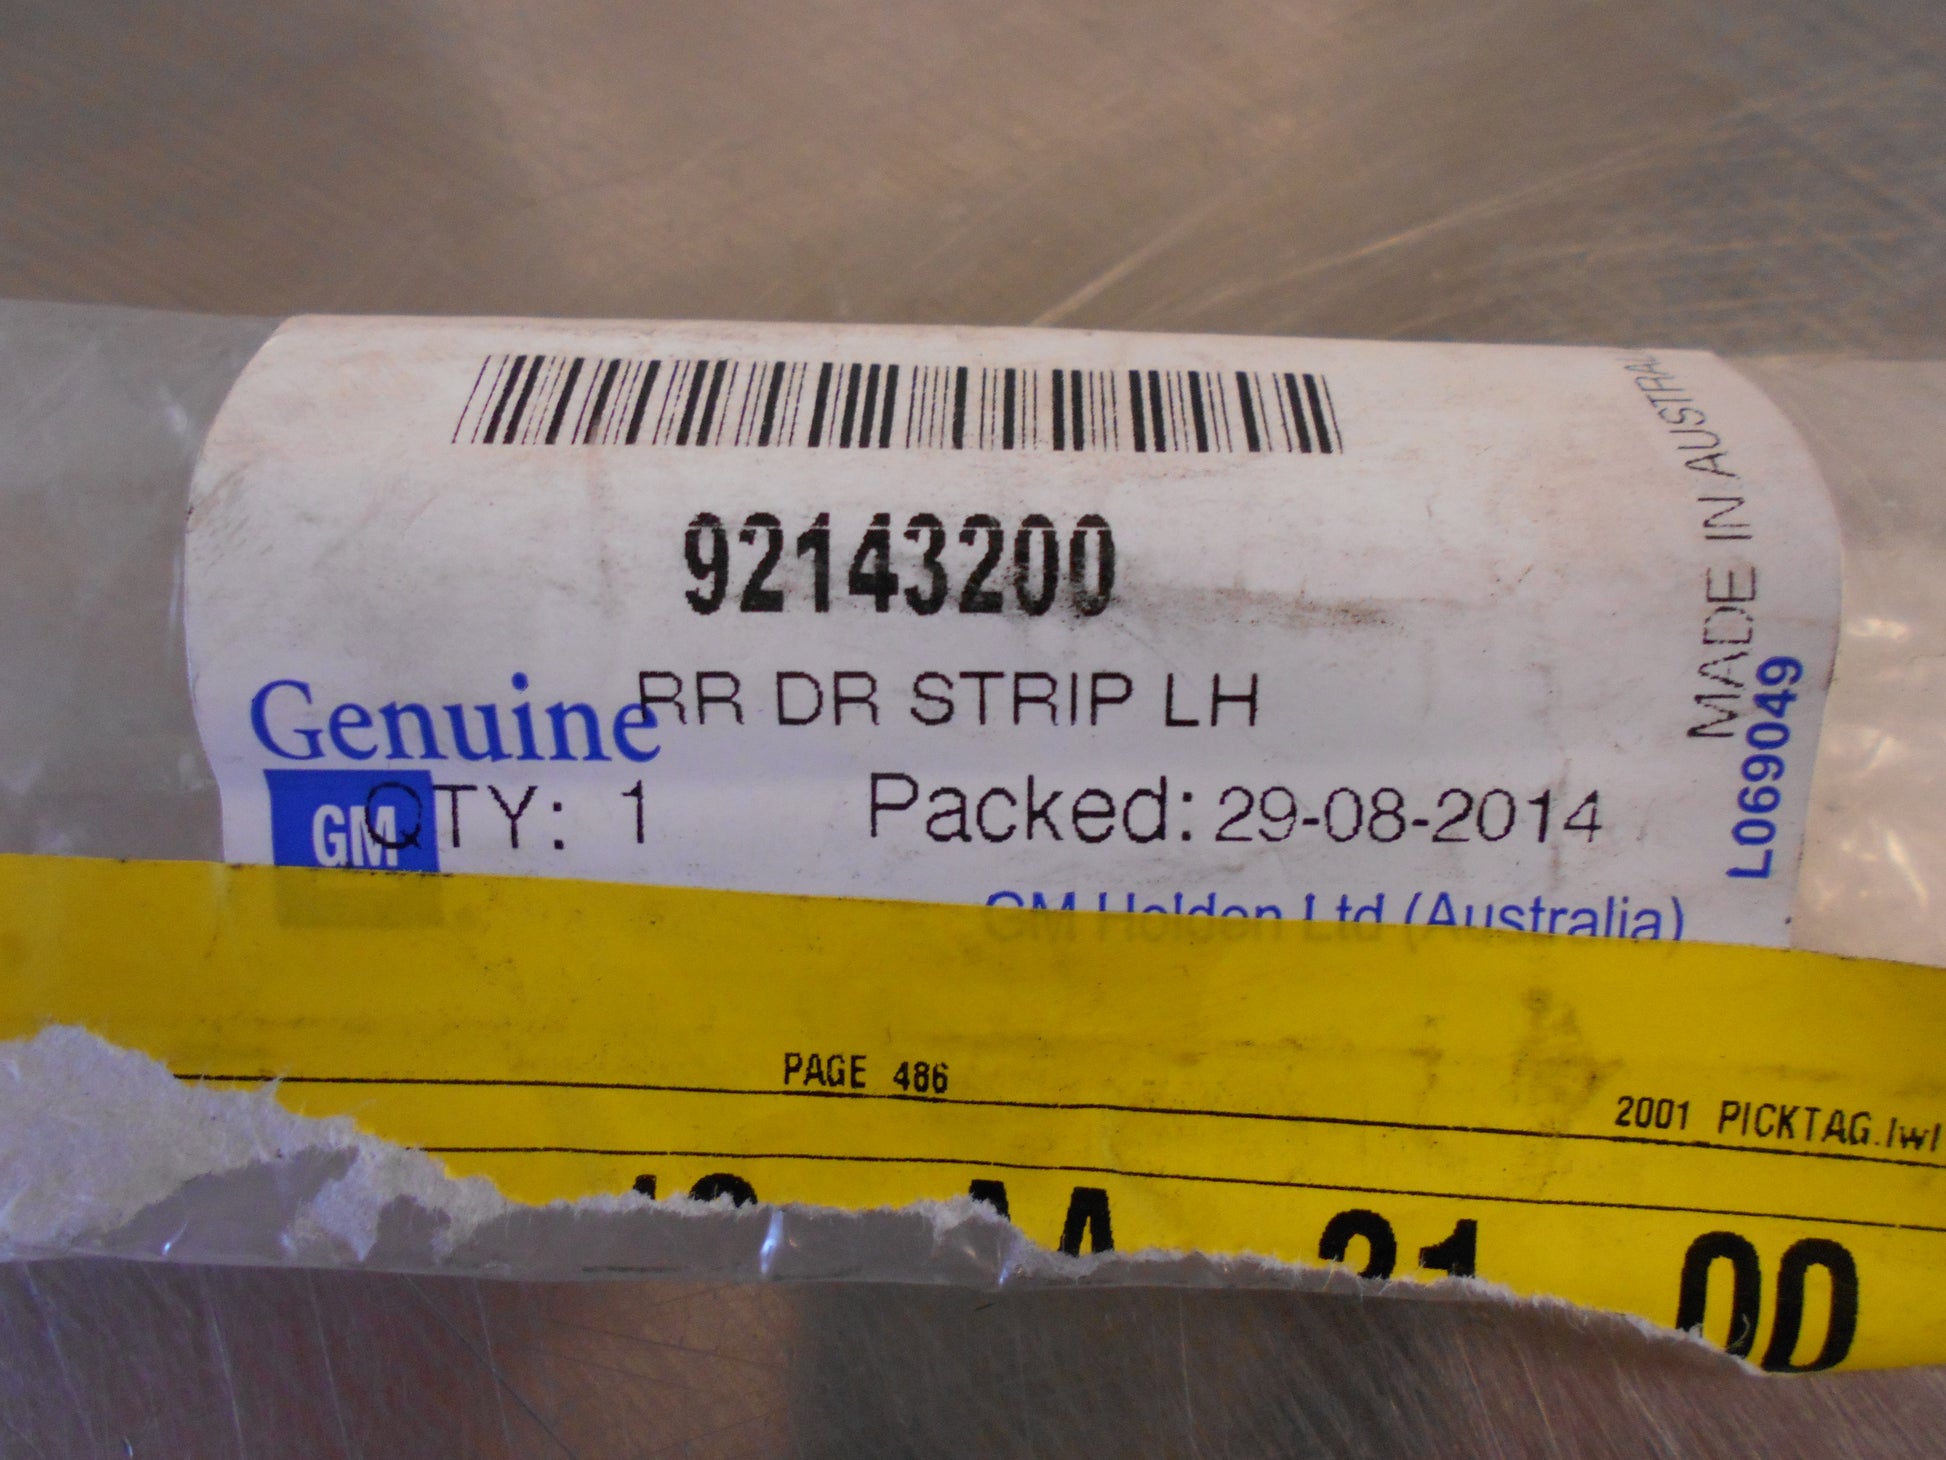 92143200
Genuine RR DR STRIP LH
GM QTY: 1 Packed: 29-08-2014
GM Holden Ltd (Australia)
MADE IN
L069049
PAGE 486
2001 PICKTAG.lwl
21 00